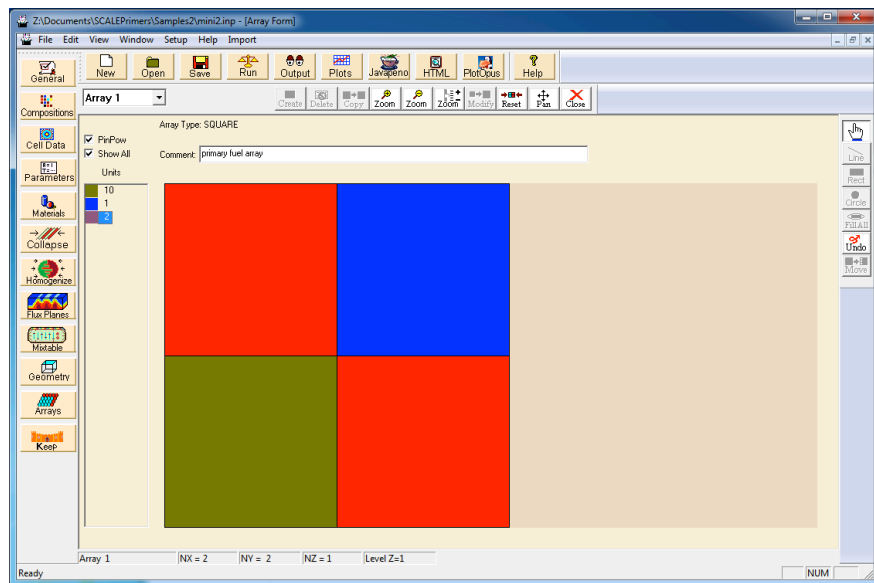 Z:\Documents\SCALEPrimers\Samples2\mini2.inp - [Array Form]
File Edit View Window Setup Help Import
New Open Save Run Output Plots Javapeno HTML PlotOpus Help
General
Array 1
Create Delete Copy Zoom Zoom Zoom Modify Reset Pan Close
Compositions
Array Type: SQUARE
PinPow
Cell Data
Show All
Comment: primary fuel array
Line
Parameters
Units
Rect
10
1
2
Materials
Circle
Fill All
Collapse
Undo
Homogenize
Move
Flux Planes
Mixtable
Geometry
Arrays
Keep
Array 1 NX = 2 NY = 2 NZ = 1 Level Z=1
Ready NUM